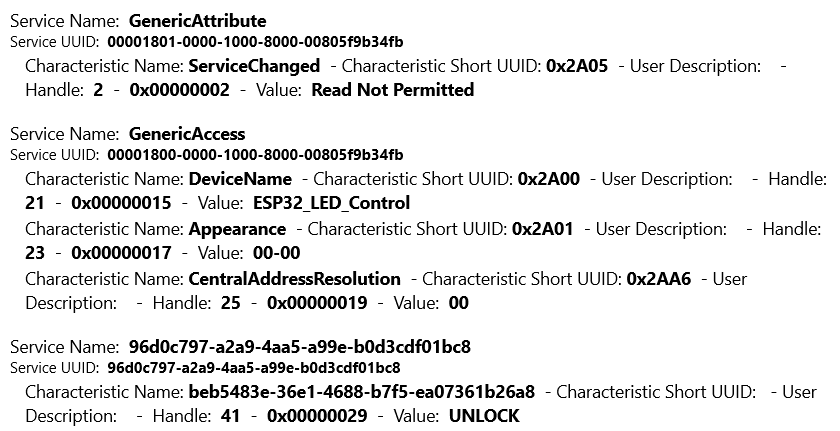 Service Name: GenericAttribute
Service UUID: 00001801-0000-1000-8000-00805f9b34fb
Characteristic Name: ServiceChanged - Characteristic Short UUID: 0x2A05 - User Description: -
Handle: 2 - 0x00000002 - Value: Read Not Permitted
Service Name: GenericAccess
Service UUID: 00001800-0000-1000-8000-00805f9b34fb
Characteristic Name: DeviceName - Characteristic Short UUID: 0x2A00 - User Description: - Handle:
21 - 0x00000015 - Value: ESP32_LED_Control
Characteristic Name: Appearance - Characteristic Short UUID: 0x2A01 - User Description: - Handle:
23 - 0x00000017 - Value: 00-00
Characteristic Name: CentralAddressResolution - Characteristic Short UUID: 0x2AA6 - User
Description: - Handle: 25 - 0x00000019 - Value: 00
Service Name: 96d0c797-a2a9-4aa5-a99e-b0d3cdf01bc8
Service UUID: 96d0c797-a2a9-4aa5-a99e-b0d3cdf01bc8
Characteristic Name: beb5483e-36e1-4688-b7f5-ea07361b26a8 - Characteristic Short UUID: - User
Description: - Handle: 41 - 0x00000029 - Value: UNLOCK